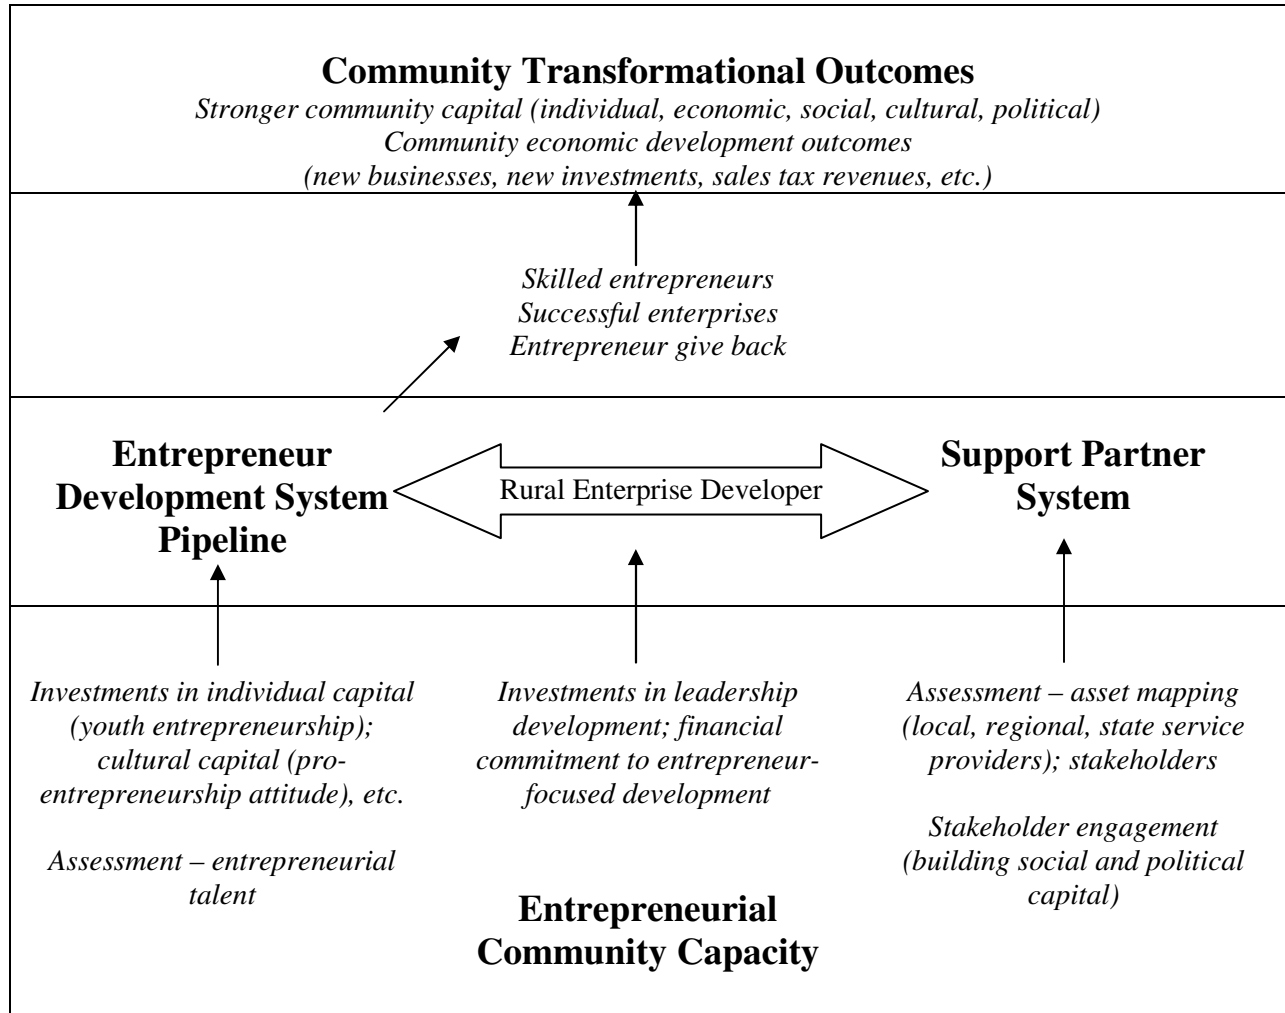 Community Transformational Outcomes
Stronger community capital (individual, economic, social, cultural, political)
Community economic development outcomes
(new businesses, new investments, sales tax revenues, etc.)
Skilled entrepreneurs
Successful enterprises
Entrepreneur give back
Entrepreneur
Development System
Pipeline
Rural Enterprise Developer
Support Partner
System
Investments in individual capital
(youth entrepreneurship);
cultural capital (pro-
entrepreneurship attitude), etc.
Assessment – entrepreneurial
talent
Investments in leadership
development; financial
commitment to entrepreneur-
focused development
Assessment – asset mapping
(local, regional, state service
providers); stakeholders
Stakeholder engagement
(building social and political
capital)
Entrepreneurial
Community Capacity